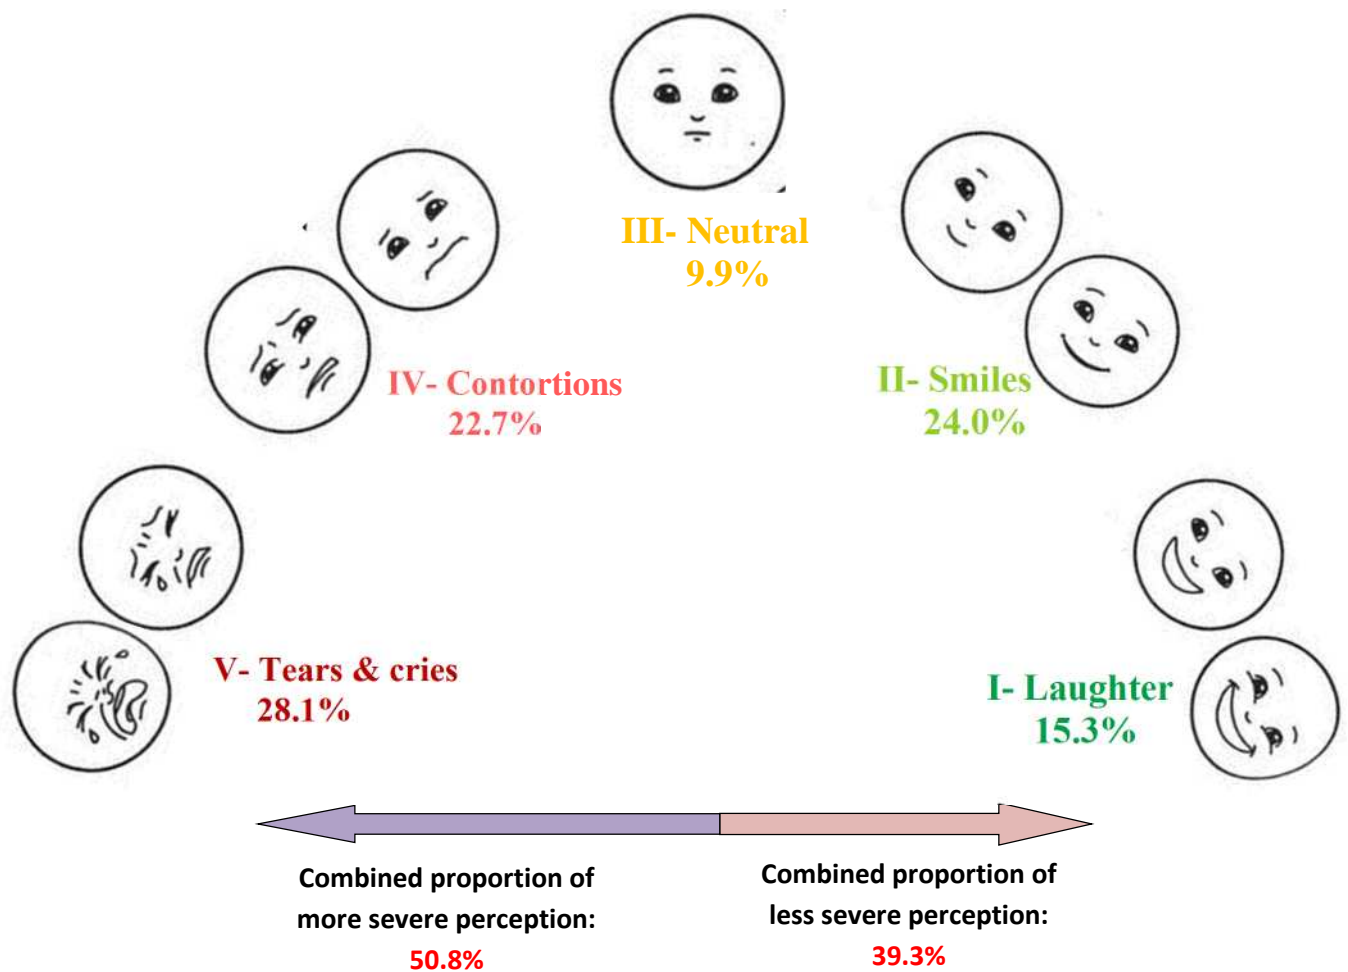 III- Neutral
9.9%
IV- Contortions
22.7%
II- Smiles
24.0%
V- Tears & cries
28.1%
I- Laughter
15.3%
Combined proportion of
more severe perception:
50.8%
Combined proportion of
less severe perception:
39.3%